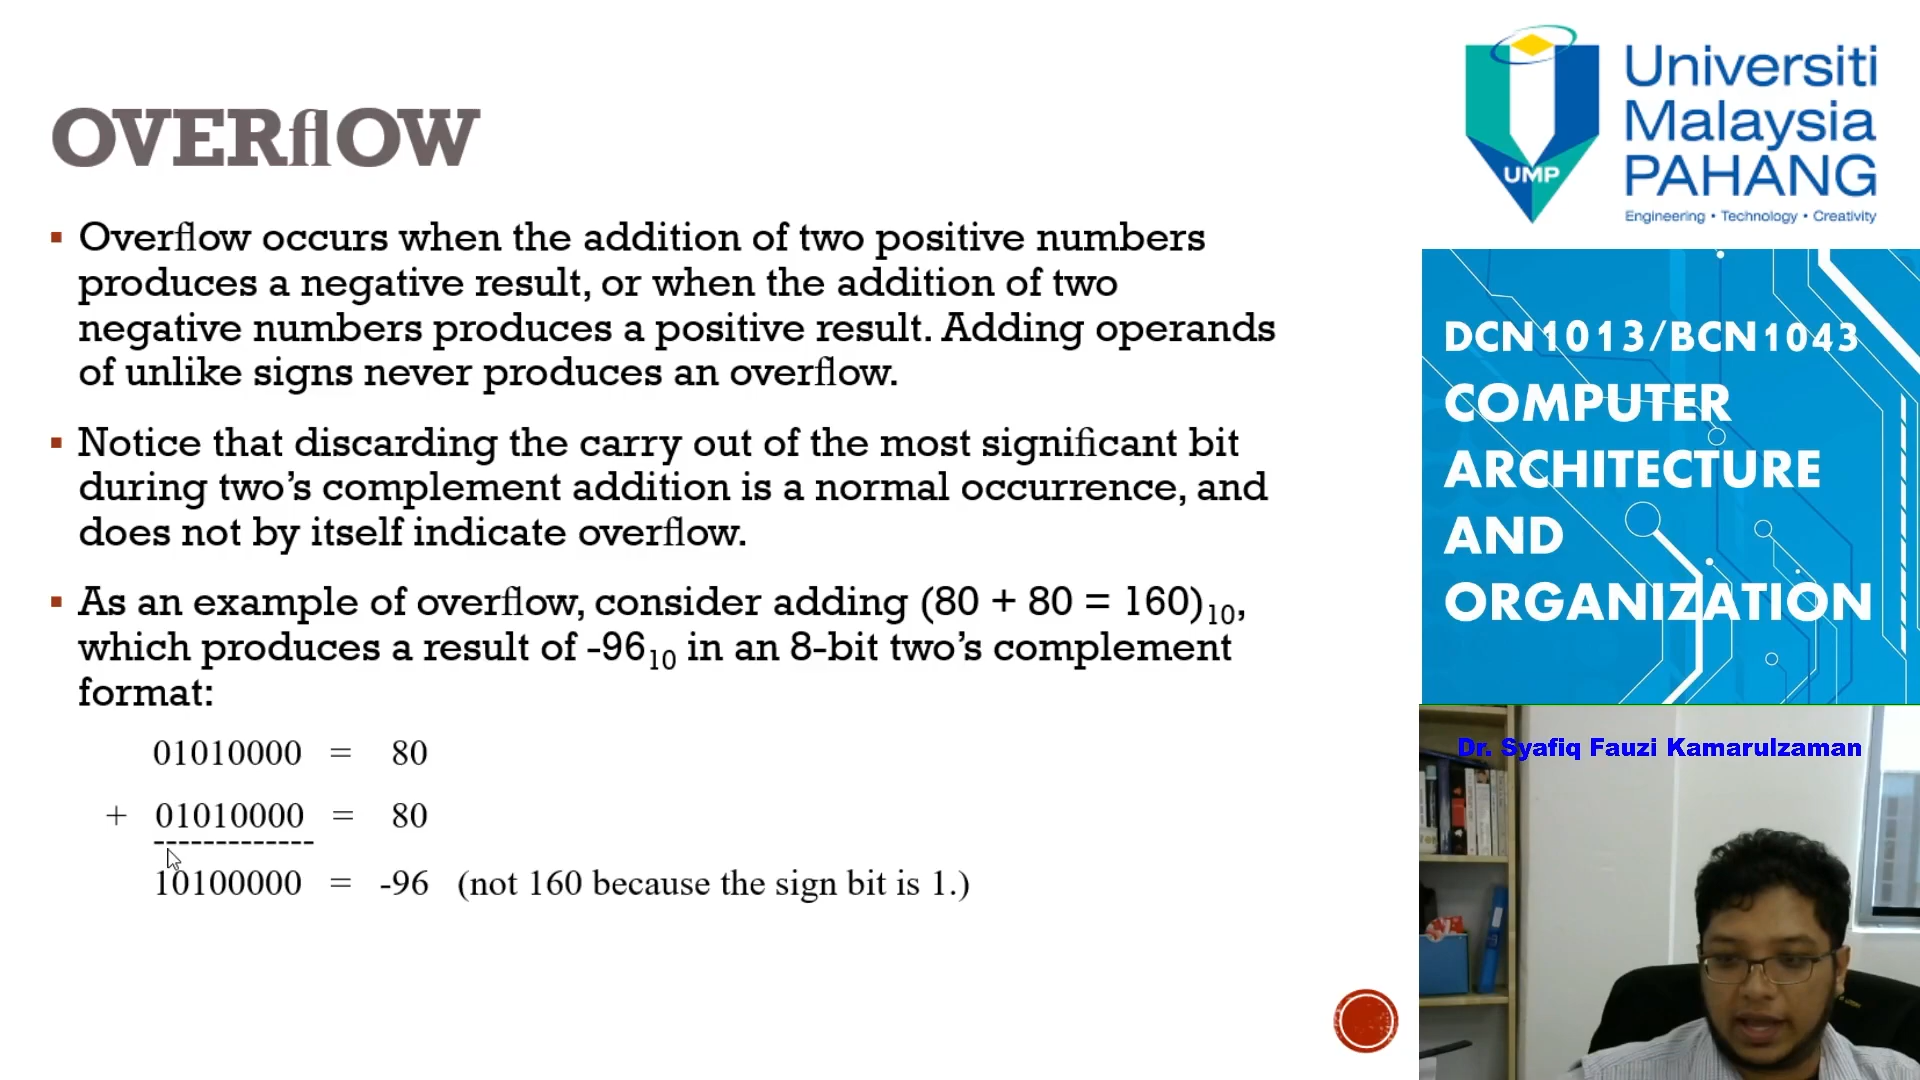 OVERflOW
▪ Overflow occurs when the addition of two positive numbers
produces a negative result, or when the addition of two
negative numbers produces a positive result. Adding operands
of unlike signs never produces an overflow.
▪ Notice that discarding the carry out of the most significant bit
during two’s complement addition is a normal occurrence, and
does not by itself indicate overflow.
▪ As an example of overflow, consider adding (80 + 80 = 160)₁₀,
which produces a result of -96₁₀ in an 8-bit two’s complement
format:
01010000 = 80
+ 01010000 = 80
-------------
10100000 = -96 (not 160 because the sign bit is 1.)
Universiti
Malaysia
PAHANG
Engineering • Technology • Creativity
UMP
DCN1013/BCN1043
COMPUTER
ARCHITECTURE
AND
ORGANIZATION
Dr. Syafiq Fauzi Kamarulzaman